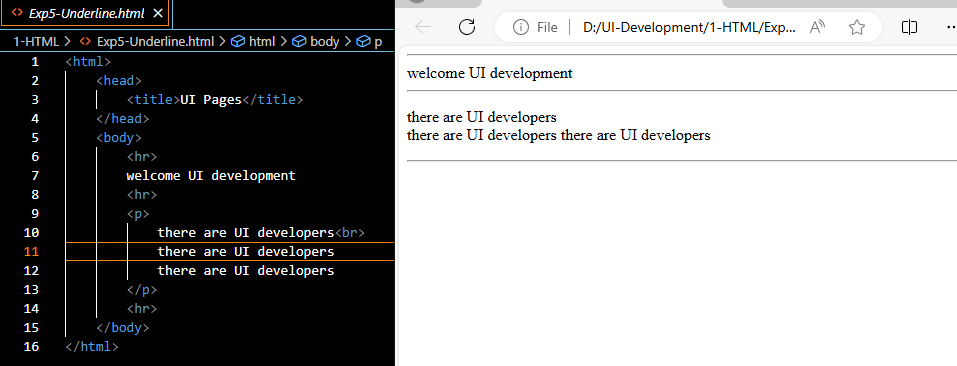 <> Exp5-Underline.html ×
1-HTML > <> Exp5-Underline.html > html > body > p
1 <html>
2 <head>
3 <title>UI Pages</title>
4 </head>
5 <body>
6 <hr>
7 welcome UI development
8 <hr>
9 <p>
10 there are UI developers<br>
11 there are UI developers
12 there are UI developers
13 </p>
14 <hr>
15 </body>
16 </html>
File | D:/UI-Development/1-HTML/Exp... A
welcome UI development
there are UI developers
there are UI developers there are UI developers